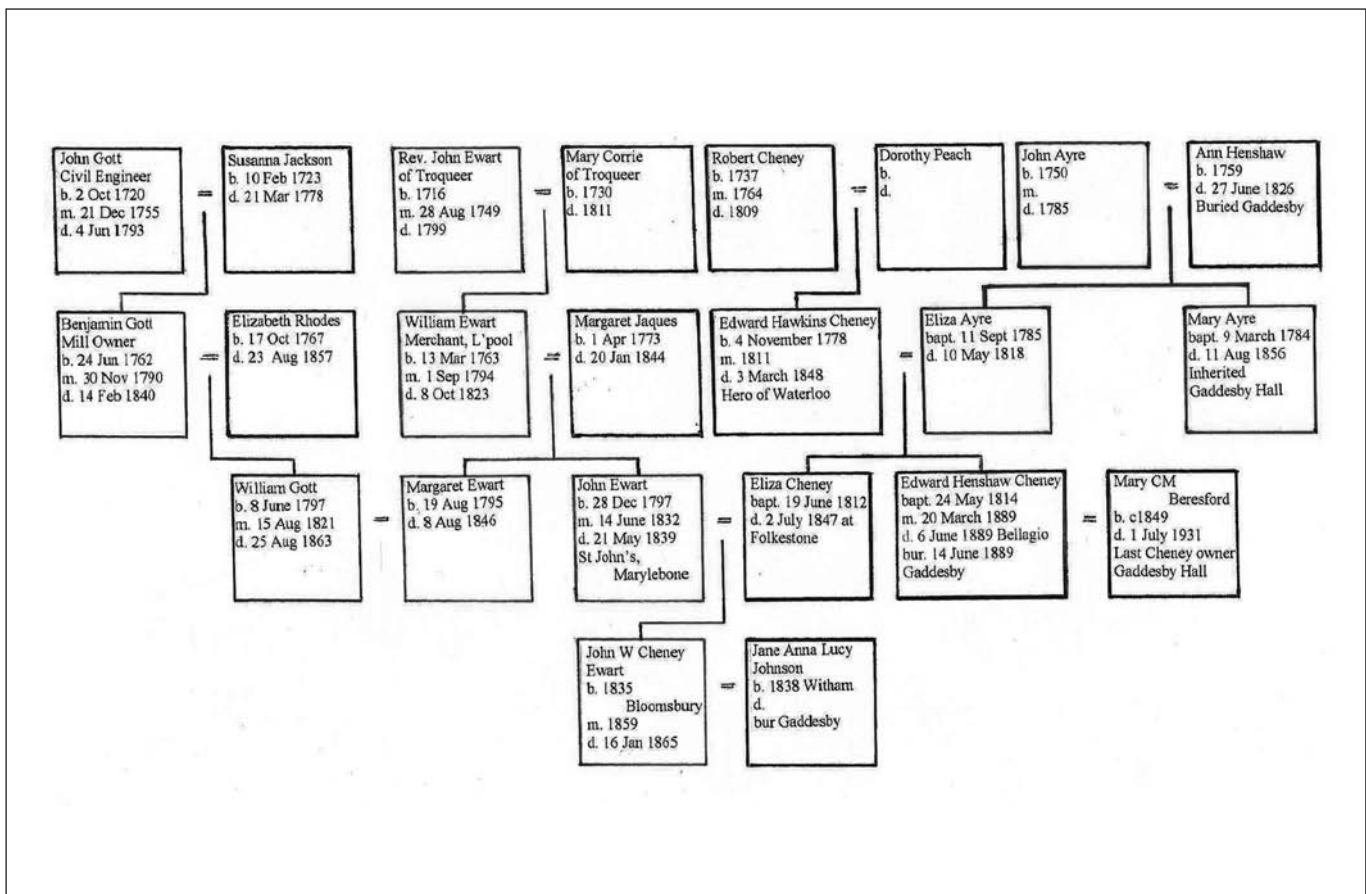 John Gott
Civil Engineer
b. 2 Oct 1720
m. 21 Dec 1755
d. 4 Jun 1793
=
Susanna Jackson
b. 10 Feb 1723
d. 21 Mar 1778
Rev. John Ewart
of Troqueer
b. 1716
m. 28 Aug 1749
d. 1799
=
Mary Corrie
of Troqueer
b. 1730
d. 1811
Robert Cheney
b. 1737
m. 1764
d. 1809
=
Dorothy Peach
b.
d.
John Ayre
b. 1750
m.
d. 1785
=
Ann Henshaw
b. 1759
d. 27 June 1826
Buried Gaddesby
Benjamin Gott
Mill Owner
b. 24 Jun 1762
m. 30 Nov 1790
d. 14 Feb 1840
=
Elizabeth Rhodes
b. 17 Oct 1767
d. 23 Aug 1857
William Ewart
Merchant, L'pool
b. 13 Mar 1763
m. 1 Sep 1794
d. 8 Oct 1823
=
Margaret Jaques
b. 1 Apr 1773
d. 20 Jan 1844
Edward Hawkins Cheney
b. 4 November 1778
m. 1811
d. 3 March 1848
Hero of Waterloo
=
Eliza Ayre
bapt. 11 Sept 1785
d. 10 May 1818
Mary Ayre
bapt. 9 March 1784
d. 11 Aug 1856
Inherited
Gaddesby Hall
William Gott
b. 8 June 1797
m. 15 Aug 1821
d. 25 Aug 1863
=
Margaret Ewart
b. 19 Aug 1795
d. 8 Aug 1846
John Ewart
b. 28 Dec 1797
m. 14 June 1832
d. 21 May 1839
St John's,
Marylebone
=
Eliza Cheney
bapt. 19 June 1812
d. 2 July 1847 at
Folkestone
Edward Henshaw Cheney
bapt. 24 May 1814
m. 20 March 1889
d. 6 June 1889 Bellagio
bur. 14 June 1889
Gaddesby
=
Mary CM
Beresford
b. c1849
d. 1 July 1931
Last Cheney owner
Gaddesby Hall
John W Cheney
Ewart
b. 1835
Bloomsbury
m. 1859
d. 16 Jan 1865
=
Jane Anna Lucy
Johnson
b. 1838 Witham
d.
bur Gaddesby